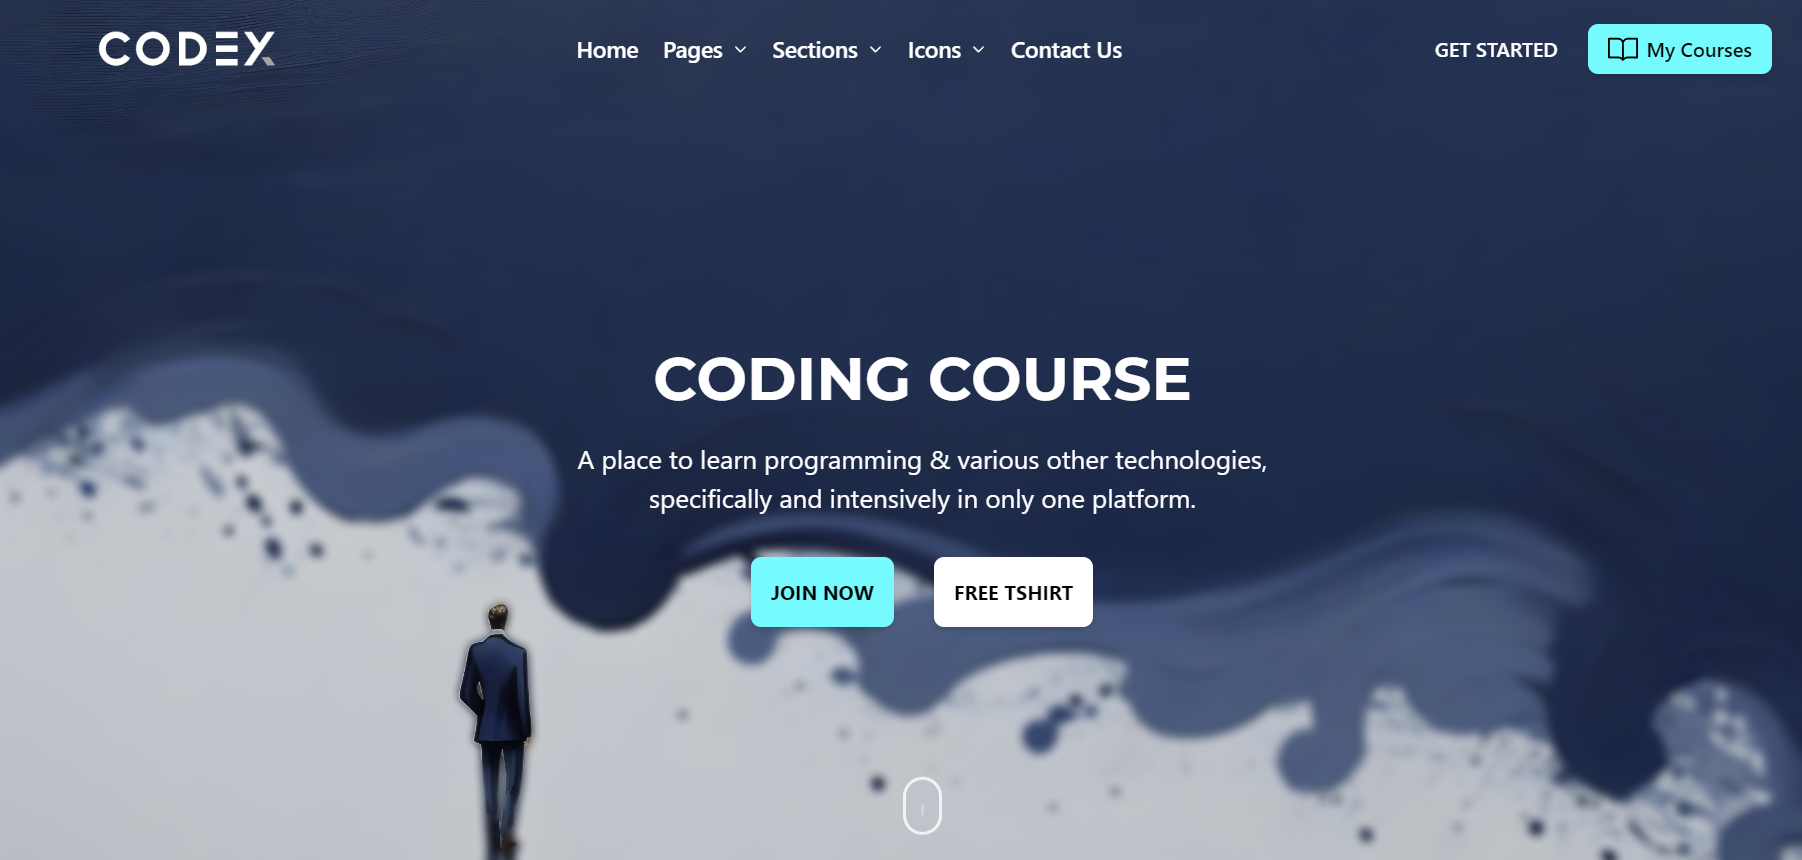 CODEX
Home Pages Sections Icons Contact Us
GET STARTED
My Courses
CODING COURSE
A place to learn programming & various other technologies,
specifically and intensively in only one platform.
JOIN NOW
FREE TSHIRT